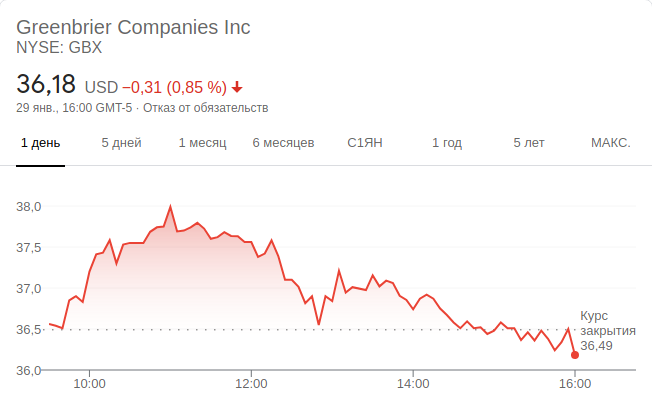 Greenbrier Companies Inc
NYSE: GBX
36,18 USD −0,31 (0,85 %)
29 янв., 16:00 GMT-5 · Отказ от обязательств
1 день 5 дней 1 месяц 6 месяцев С1ЯН 1 год 5 лет МАКС.
38,0
37,5
37,0
36,5
36,0
Курс
закрытия
36,49
10:00 12:00 14:00 16:00